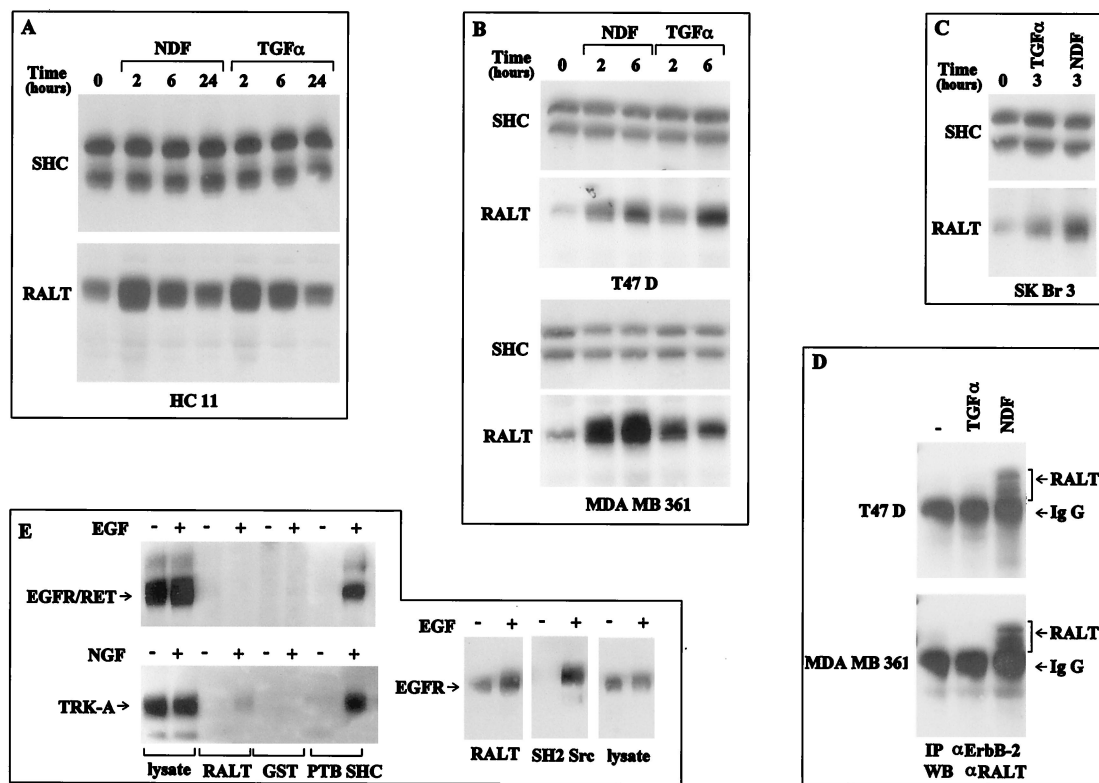 A
NDF TGFα
Time (hours) 0 2 6 24 2 6 24
SHC
RALT
HC 11
B
NDF TGFα
Time (hours) 0 2 6 2 6
SHC
RALT
T47 D
SHC
RALT
MDA MB 361
C
TGFα NDF
Time (hours) 0 3 3
SHC
RALT
SK Br 3
D
- TGFα NDF
T47 D
←RALT
←Ig G
MDA MB 361
←RALT
←Ig G
IP αErbB-2
WB αRALT
E
EGF - + - + - + - +
EGFR/RET→
NGF - + - + - + - +
TRK-A→
lysate RALT GST PTB SHC
EGF - + - + - +
EGFR→
RALT SH2 Src lysate